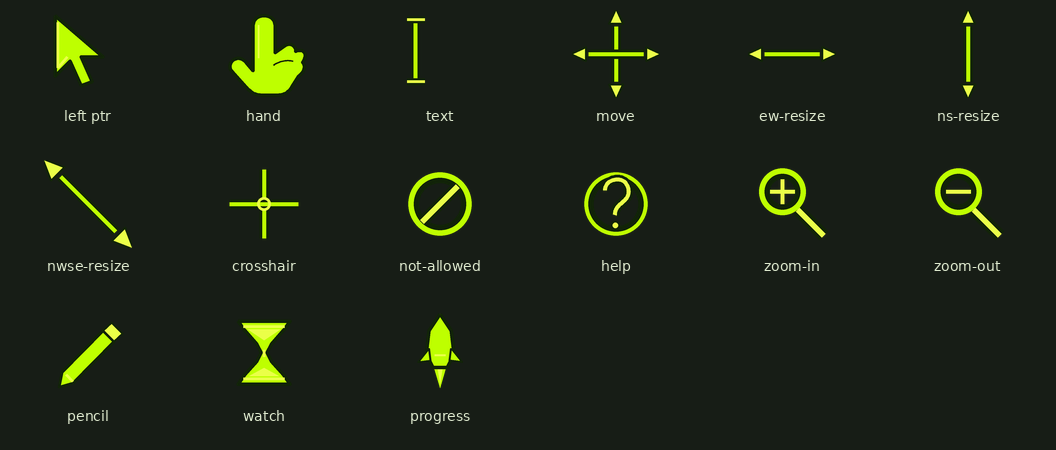 left ptr
hand
text
move
ew-resize
ns-resize
nwse-resize
crosshair
not-allowed
help
zoom-in
zoom-out
pencil
watch
progress